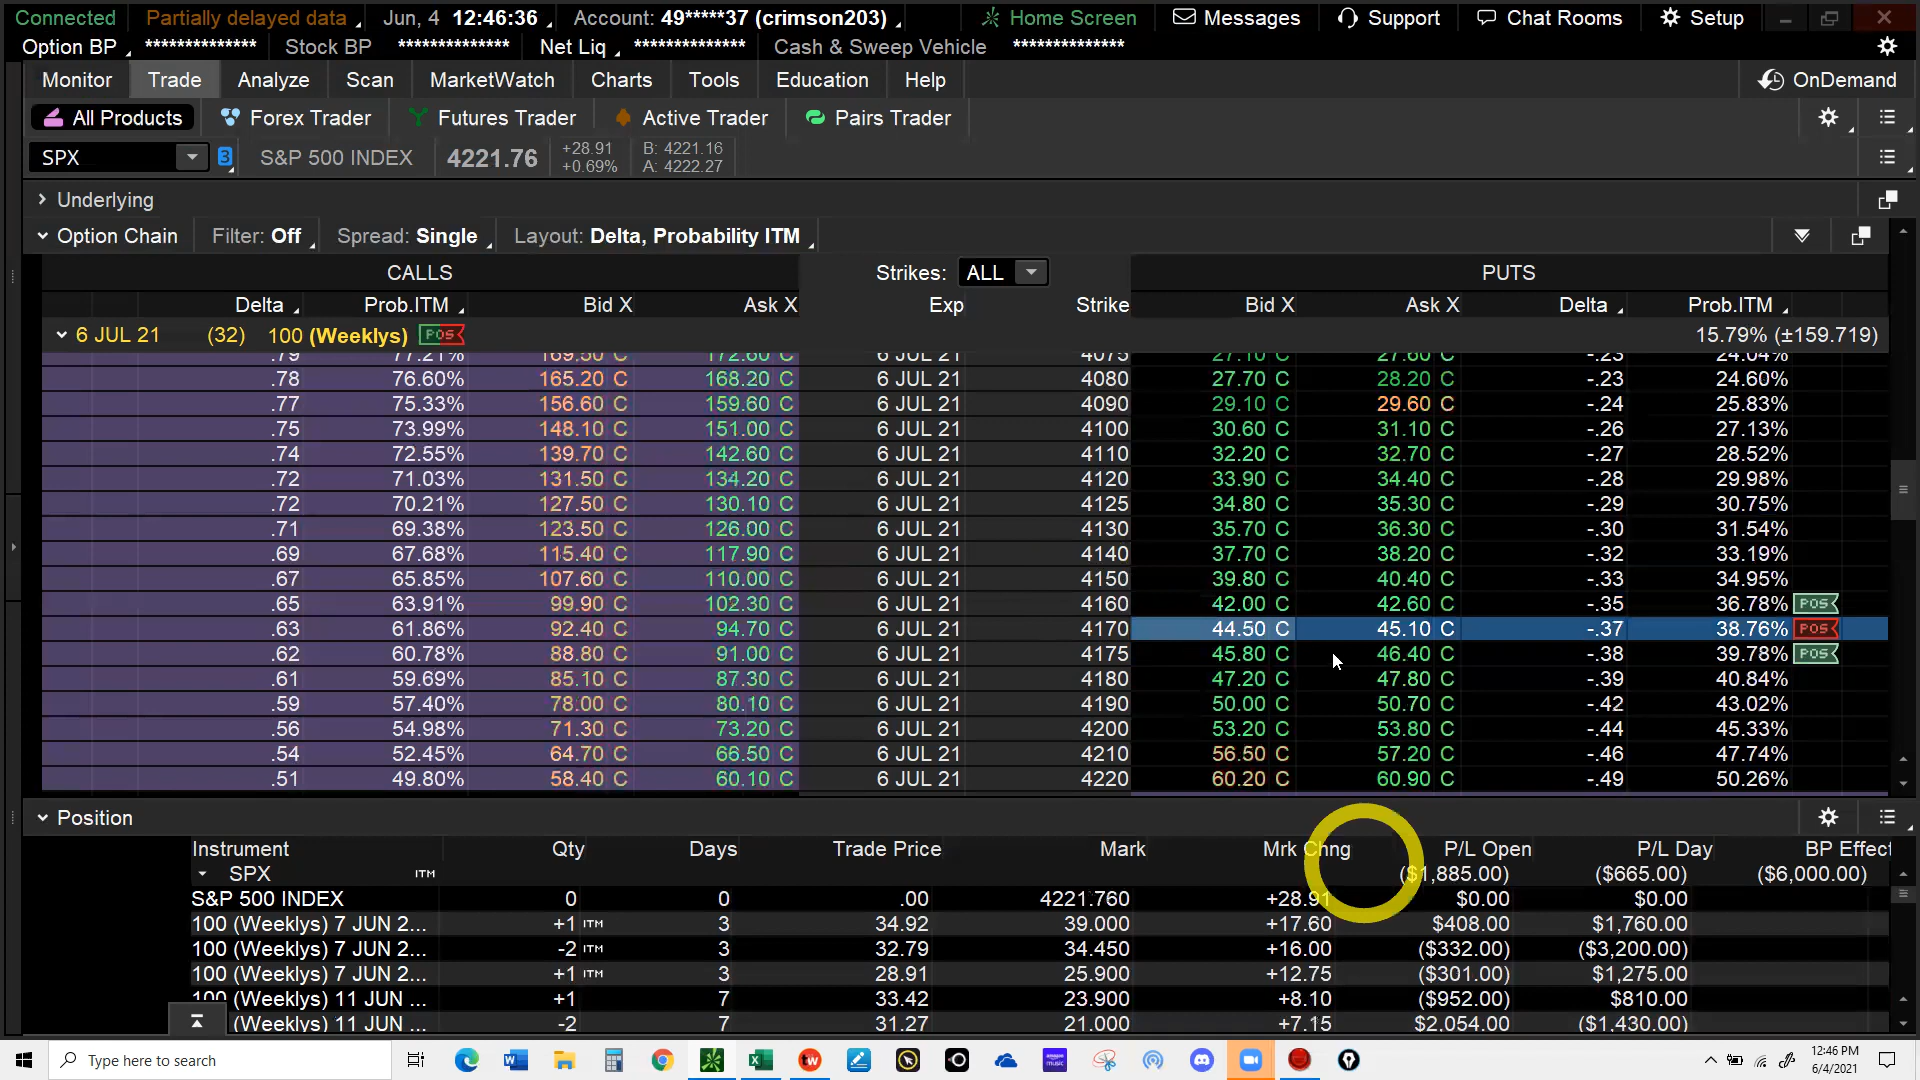 Connected Partially delayed data Jun, 4 12:46:36 Account: 49*****37 (crimson203) Home Screen Messages Support Chat Rooms Setup
Option BP ************** Stock BP ************** Net Liq ************** Cash & Sweep Vehicle **************
Monitor Trade Analyze Scan MarketWatch Charts Tools Education Help OnDemand
All Products Forex Trader Futures Trader Active Trader Pairs Trader
SPX 3 S&P 500 INDEX 4221.76 +28.91 B: 4221.16
+0.69% A: 4222.27
Underlying
Option Chain Filter: Off Spread: Single Layout: Delta, Probability ITM
CALLS Strikes: ALL PUTS
Delta Prob.ITM Bid X Ask X Exp Strike Bid X Ask X Delta Prob.ITM
6 JUL 21 (32) 100 (Weeklys) POS 15.79% (±159.719)
.79 77.21% 169.50 C 172.60 C 6 JUL 21 4075 27.10 C 27.60 C -.23 24.04%
.78 76.60% 165.20 C 168.20 C 6 JUL 21 4080 27.70 C 28.20 C -.23 24.60%
.77 75.33% 156.60 C 159.60 C 6 JUL 21 4090 29.10 C 29.60 C -.24 25.83%
.75 73.99% 148.10 C 151.00 C 6 JUL 21 4100 30.60 C 31.10 C -.26 27.13%
.74 72.55% 139.70 C 142.60 C 6 JUL 21 4110 32.20 C 32.70 C -.27 28.52%
.72 71.03% 131.50 C 134.20 C 6 JUL 21 4120 33.90 C 34.40 C -.28 29.98%
.72 70.21% 127.50 C 130.10 C 6 JUL 21 4125 34.80 C 35.30 C -.29 30.75%
.71 69.38% 123.50 C 126.00 C 6 JUL 21 4130 35.70 C 36.30 C -.30 31.54%
.69 67.68% 115.40 C 117.90 C 6 JUL 21 4140 37.70 C 38.20 C -.32 33.19%
.67 65.85% 107.60 C 110.00 C 6 JUL 21 4150 39.80 C 40.40 C -.33 34.95%
.65 63.91% 99.90 C 102.30 C 6 JUL 21 4160 42.00 C 42.60 C -.35 36.78% POS
.63 61.86% 92.40 C 94.70 C 6 JUL 21 4170 44.50 C 45.10 C -.37 38.76% POS
.62 60.78% 88.80 C 91.00 C 6 JUL 21 4175 45.80 C 46.40 C -.38 39.78% POS
.61 59.69% 85.10 C 87.30 C 6 JUL 21 4180 47.20 C 47.80 C -.39 40.84%
.59 57.40% 78.00 C 80.10 C 6 JUL 21 4190 50.00 C 50.70 C -.42 43.02%
.56 54.98% 71.30 C 73.20 C 6 JUL 21 4200 53.20 C 53.80 C -.44 45.33%
.54 52.45% 64.70 C 66.50 C 6 JUL 21 4210 56.50 C 57.20 C -.46 47.74%
.51 49.80% 58.40 C 60.10 C 6 JUL 21 4220 60.20 C 60.90 C -.49 50.26%
Position
Instrument Qty Days Trade Price Mark Mrk Chng P/L Open P/L Day BP Effect
SPX ITM ($1,885.00) ($665.00) ($6,000.00)
S&P 500 INDEX 0 0 .00 4221.760 +28.91 $0.00 $0.00
100 (Weeklys) 7 JUN 2... +1 ITM 3 34.92 39.000 +17.60 $408.00 $1,760.00
100 (Weeklys) 7 JUN 2... -2 ITM 3 32.79 34.450 +16.00 ($332.00) ($3,200.00)
100 (Weeklys) 7 JUN 2... +1 ITM 3 28.91 25.900 +12.75 ($301.00) $1,275.00
100 (Weeklys) 11 JUN ... +1 7 33.42 23.900 +8.10 ($952.00) $810.00
(Weeklys) 11 JUN ... -2 7 31.27 21.000 +7.15 $2,054.00 ($1,430.00)
Type here to search 12:46 PM
6/4/2021